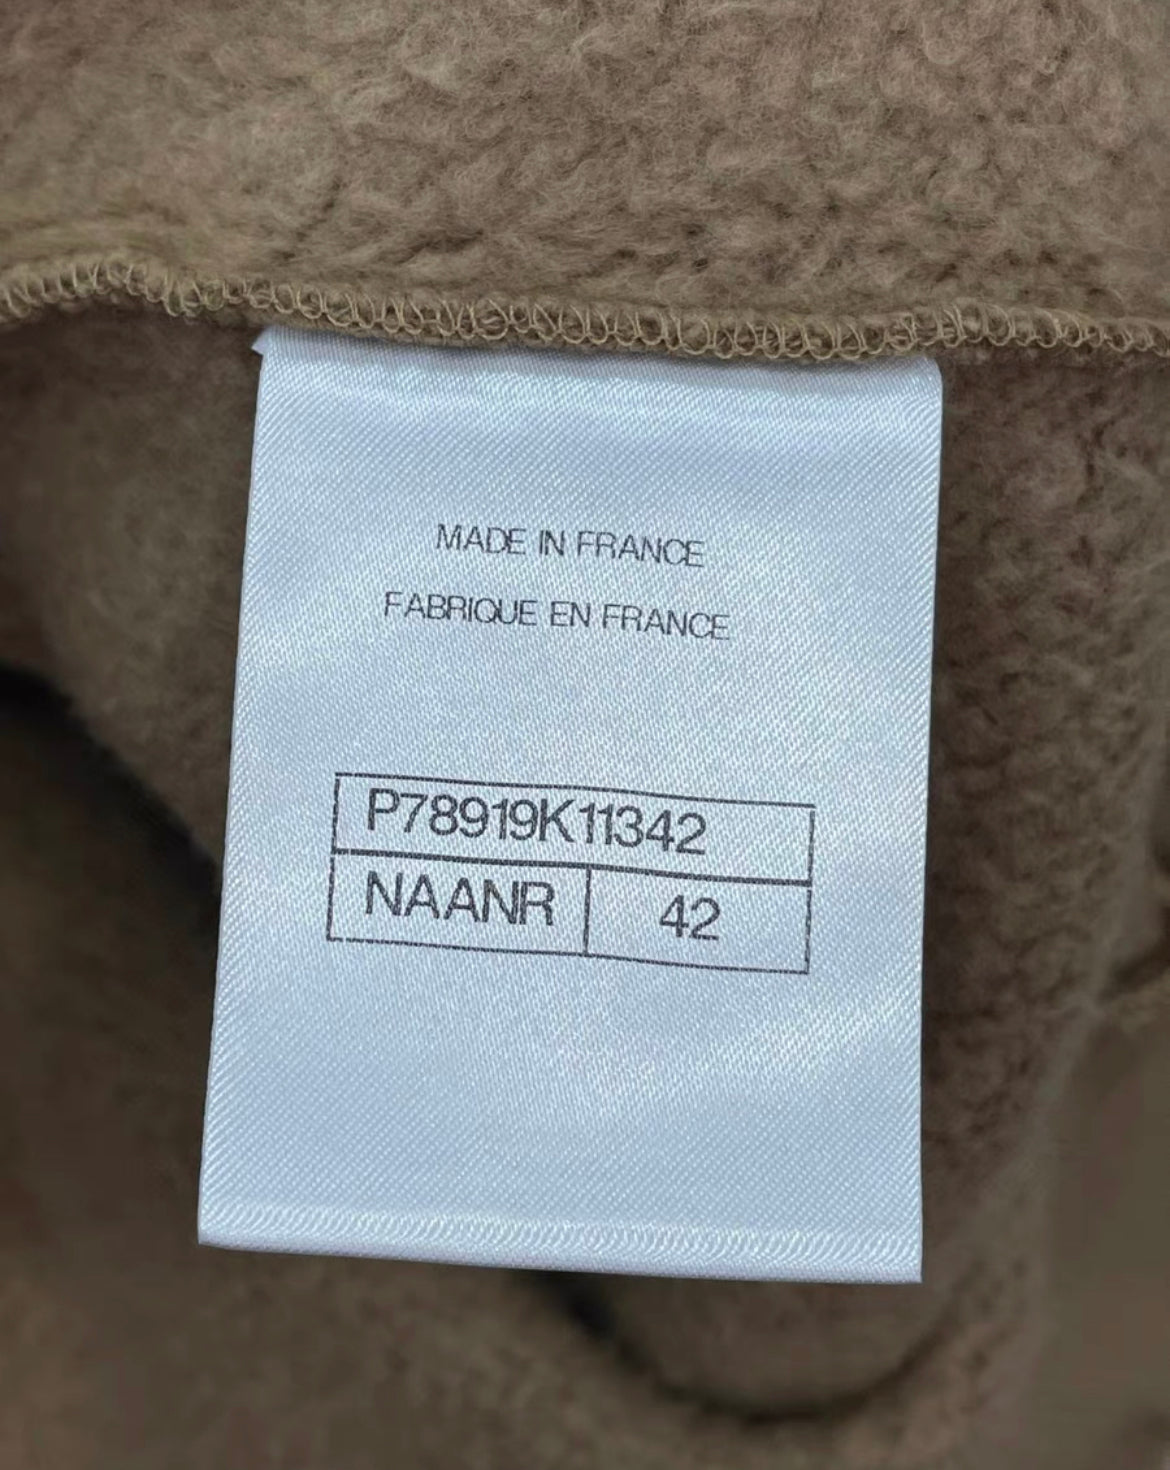 MADE IN FRANCE
FABRIQUE EN FRANCE
P78919K11342
NAANR 42